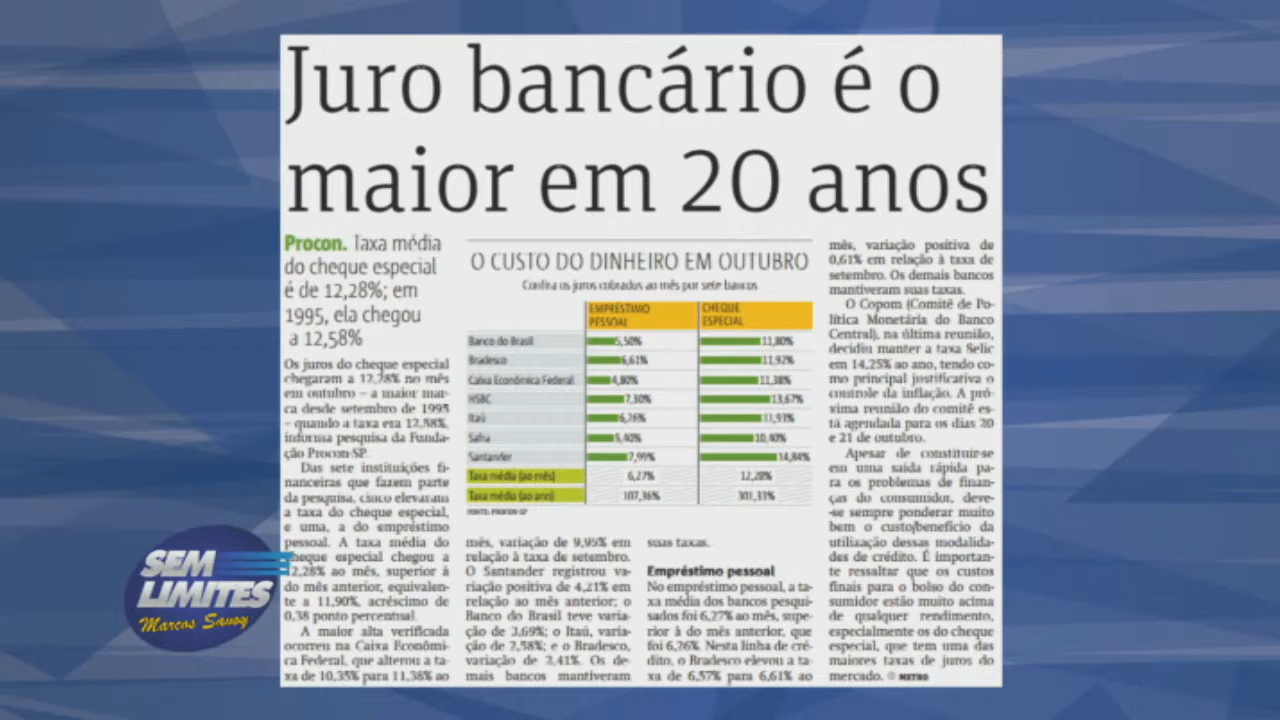 Juro bancário é o
maior em 20 anos
Procon. Taxa média
do cheque especial
é de 12,28%; em
1995, ela chegou
a 12,58%
Os juros do cheque especial
chegaram a 12,28% no mês
em outubro – a maior mar-
ca desde setembro de 1995
– quando a taxa era 12,58%,
informa pesquisa da Funda-
ção Procon-SP.
Das sete instituições fi-
nanceiras que fazem parte
da pesquisa, cinco elevaram
a taxa do cheque especial,
e uma, a do empréstimo
pessoal. A taxa média do
cheque especial chegou a
12,28% ao mês, superior à
do mês anterior, equivalen-
te a 11,90%, acréscimo de
0,38 ponto percentual.
A maior alta verificada
ocorreu na Caixa Econômi-
ca Federal, que alterou a ta-
xa de 10,35% para 11,38% ao
O CUSTO DO DINHEIRO EM OUTUBRO
Confira os juros cobrados ao mês por sete bancos
EMPRÉSTIMO PESSOAL CHEQUE ESPECIAL
Banco do Brasil 5,50% 11,80%
Bradesco 6,61% 11,92%
Caixa Econômica Federal 4,80% 11,38%
HSBC 7,30% 13,67%
Itaú 6,26% 11,93%
Safra 5,40% 10,40%
Santander 7,99% 14,84%
Taxa média (ao mês) 6,27% 12,28%
Taxa média (ao ano) 107,36% 301,33%
FONTE: PROCON-SP
mês, variação de 9,95% em
relação à taxa de setembro.
O Santander registrou va-
riação positiva de 4,21% em
relação ao mês anterior; o
Banco do Brasil teve varia-
ção de 3,69%; o Itaú, varia-
ção de 2,58%; e o Bradesco,
variação de 2,41%. Os de-
mais bancos mantiveram
suas taxas.
Empréstimo pessoal
No empréstimo pessoal, a ta-
xa média dos bancos pesqui-
sados foi 6,27% ao mês, supe-
rior à do mês anterior, que
foi 6,26%. Nesta linha de cré-
dito, o Bradesco elevou a ta-
xa de 6,57% para 6,61% ao
mês, variação positiva de
0,61% em relação à taxa de
setembro. Os demais bancos
mantiveram suas taxas.
O Copom (Comitê de Po-
lítica Monetária do Banco
Central), na última reunião,
decidiu manter a taxa Selic
em 14,25% ao ano, tendo co-
mo principal justificativa o
controle da inflação. A pró-
xima reunião do comitê es-
tá agendada para os dias 20
e 21 de outubro.
Apesar de constituir-se
em uma saída rápida pa-
ra os problemas de finan-
ças do consumidor, deve-
-se sempre ponderar muito
bem o custo/benefício da
utilização dessas modalida-
des de crédito. É importan-
te ressaltar que os custos
finais para o bolso do con-
sumidor estão muito acima
de qualquer rendimento,
especialmente os do cheque
especial, que tem uma das
maiores taxas de juros do
mercado. METRO
SEM
LIMITES
Marcos